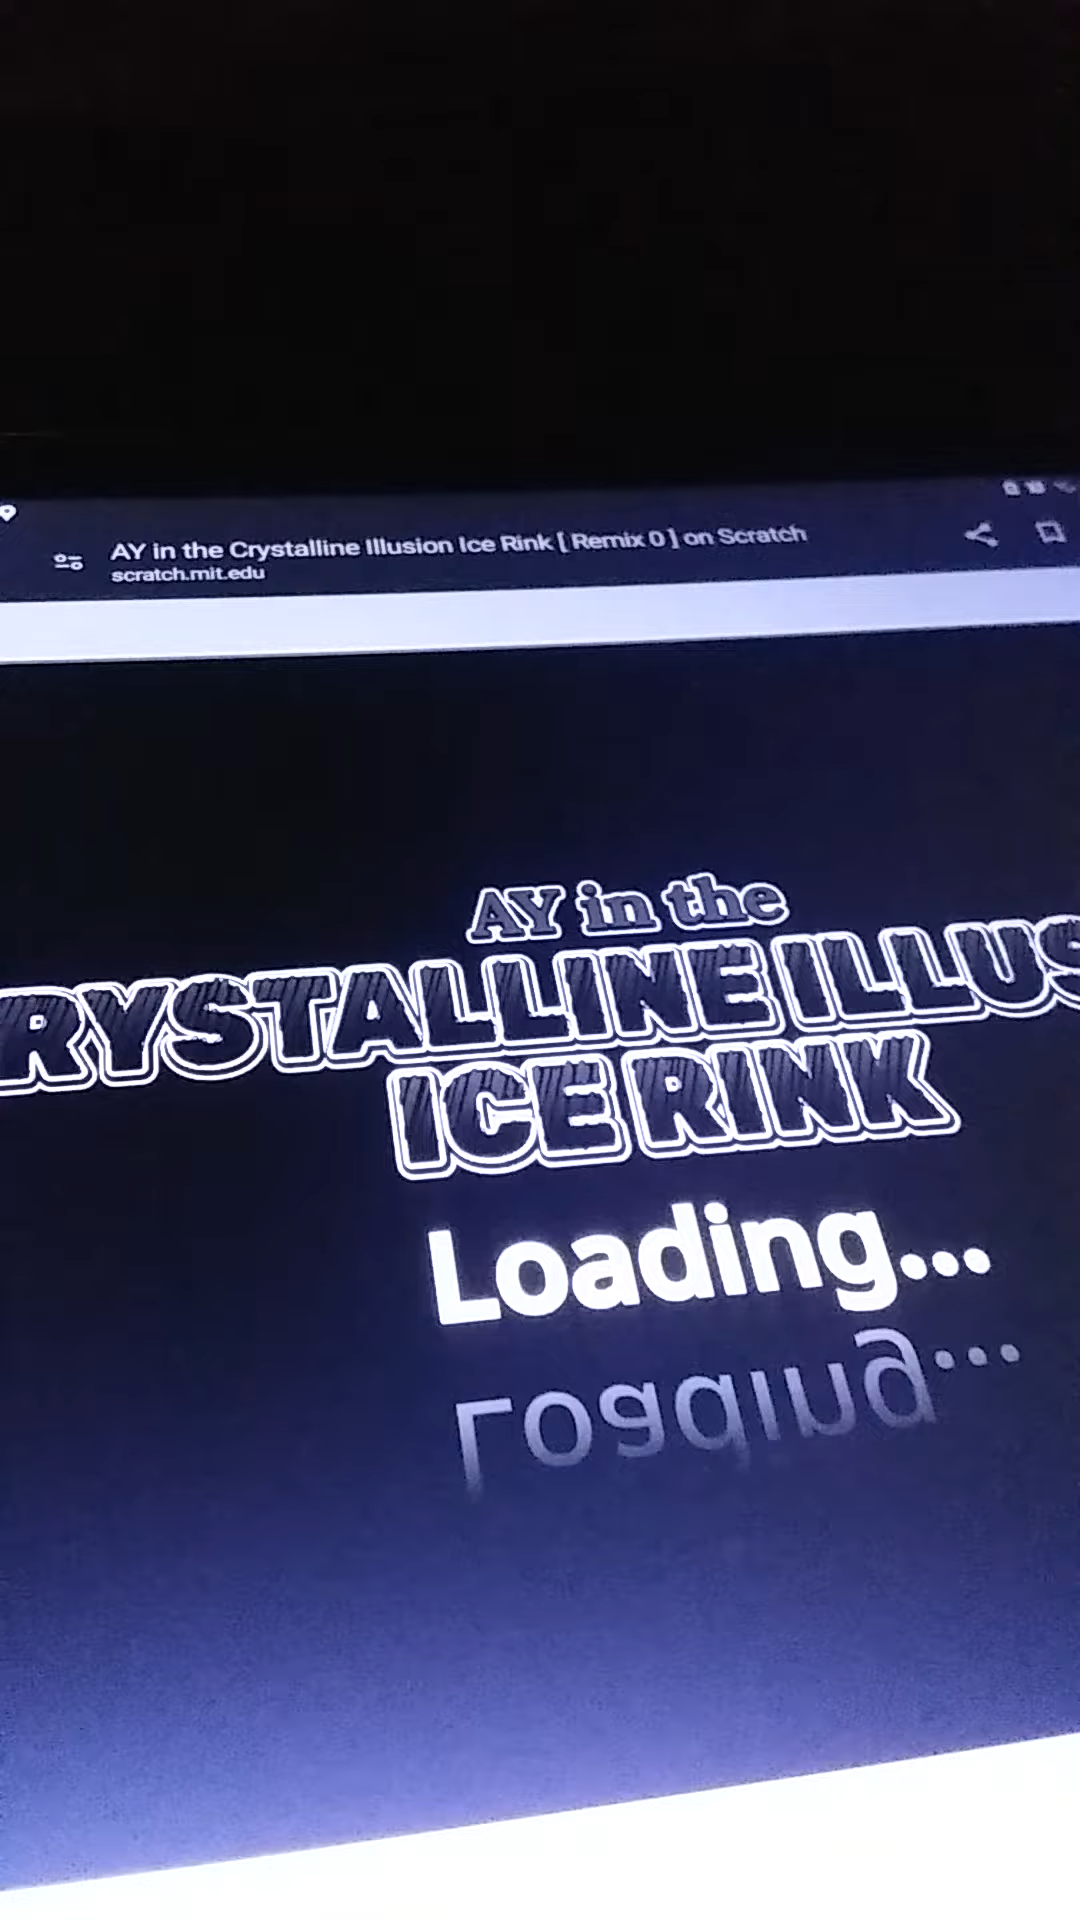 AY in the Crystalline Illusion Ice Rink [ Remix 0 ] on Scratch
scratch.mit.edu
AY in the
RYSTALLINE ILLUS
ICE RINK
Loading...
Loading...